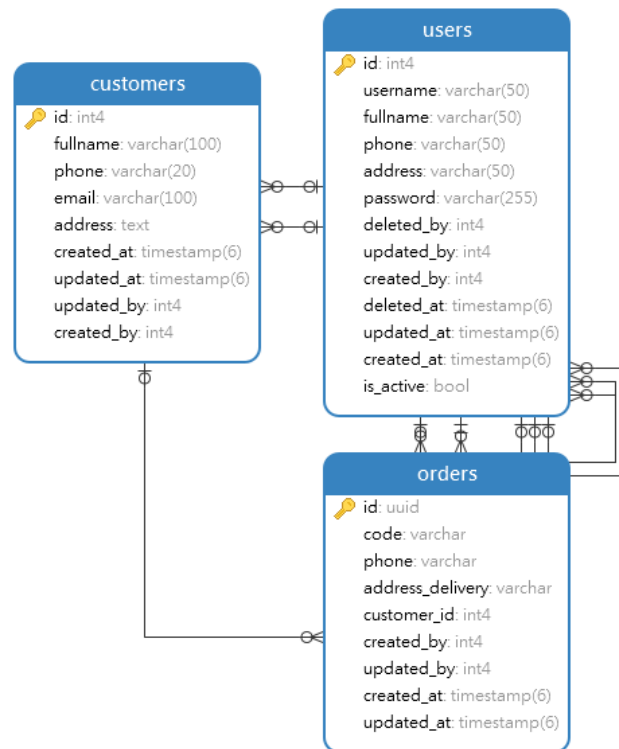 customers
id: int4
fullname: varchar(100)
phone: varchar(20)
email: varchar(100)
address: text
created_at: timestamp(6)
updated_at: timestamp(6)
updated_by: int4
created_by: int4
users
id: int4
username: varchar(50)
fullname: varchar(50)
phone: varchar(50)
address: varchar(50)
password: varchar(255)
deleted_by: int4
updated_by: int4
created_by: int4
deleted_at: timestamp(6)
updated_at: timestamp(6)
created_at: timestamp(6)
is_active: bool
orders
id: uuid
code: varchar
phone: varchar
address_delivery: varchar
customer_id: int4
created_by: int4
updated_by: int4
created_at: timestamp(6)
updated_at: timestamp(6)